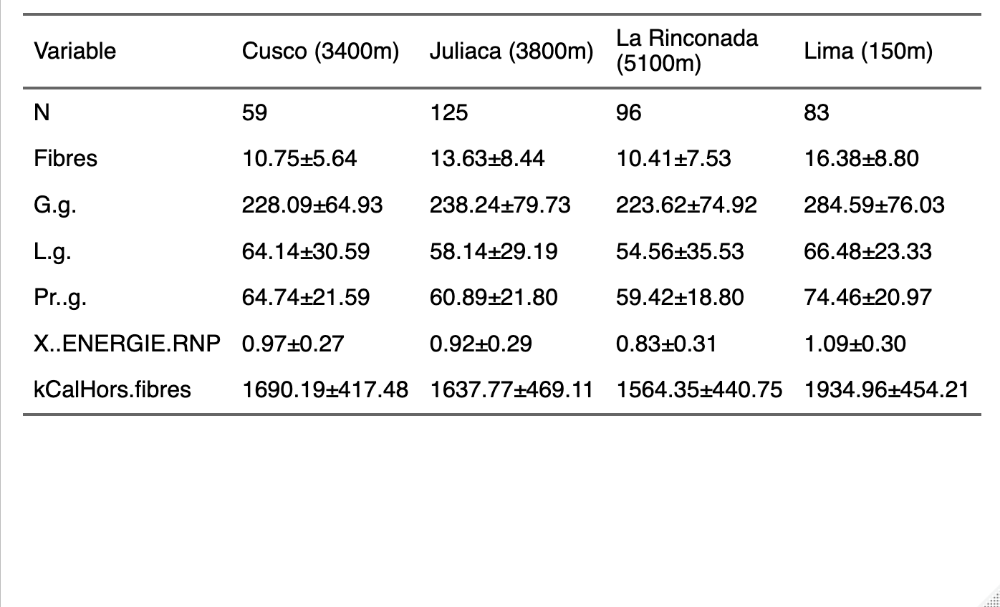 Variable Cusco (3400m) Juliaca (3800m) La Rinconada (5100m) Lima (150m)
N 59 125 96 83
Fibres 10.75±5.64 13.63±8.44 10.41±7.53 16.38±8.80
G.g. 228.09±64.93 238.24±79.73 223.62±74.92 284.59±76.03
L.g. 64.14±30.59 58.14±29.19 54.56±35.53 66.48±23.33
Pr..g. 64.74±21.59 60.89±21.80 59.42±18.80 74.46±20.97
X..ENERGIE.RNP 0.97±0.27 0.92±0.29 0.83±0.31 1.09±0.30
kCalHors.fibres 1690.19±417.48 1637.77±469.11 1564.35±440.75 1934.96±454.21